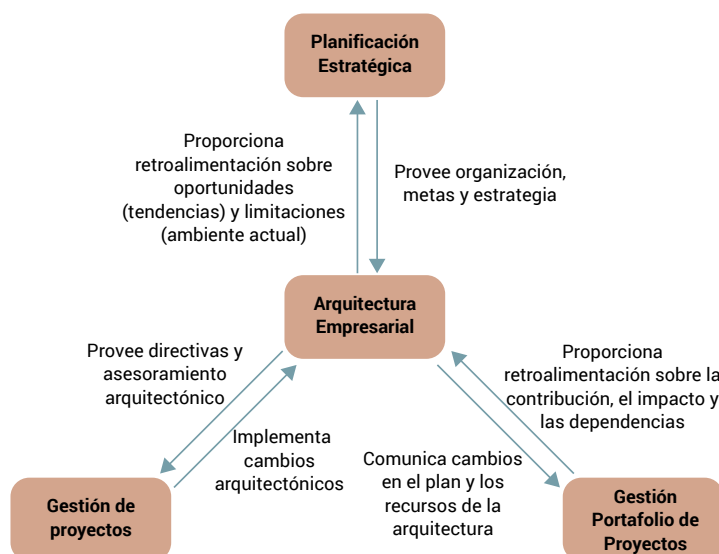 Planificación
Estratégica
Proporciona
retroalimentación sobre
oportunidades
(tendencias) y limitaciones
(ambiente actual)
Provee organización,
metas y estrategia
Arquitectura
Empresarial
Provee directivas y
asesoramiento
arquitectónico
Implementa
cambios
arquitectónicos
Proporciona
retroalimentación sobre la
contribución, el impacto y
las dependencias
Comunica cambios
en el plan y los
recursos de la
arquitectura
Gestión de
proyectos
Gestión
Portafolio de
Proyectos